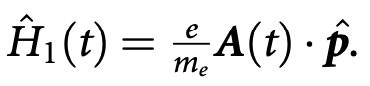 Ĥ₁(t) = e/mₑ 𝑨(t) · 𝒑̂.